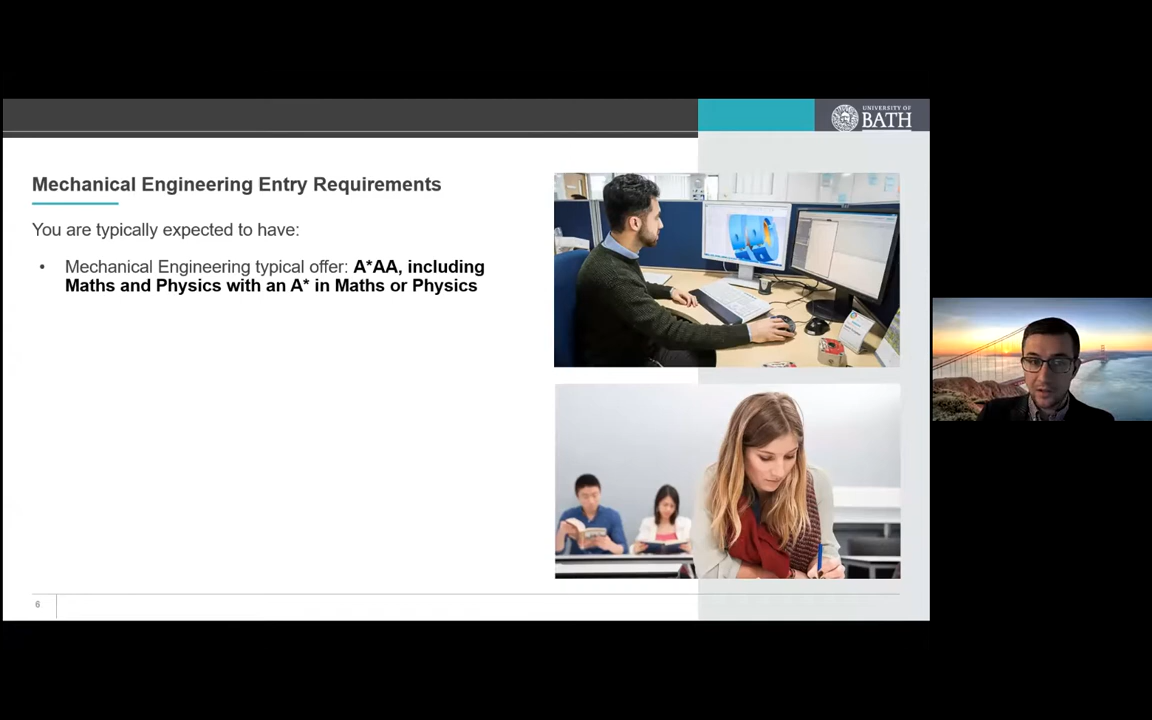 UNIVERSITY OF
BATH
Mechanical Engineering Entry Requirements
You are typically expected to have:
• Mechanical Engineering typical offer: A*AA, including
Maths and Physics with an A* in Maths or Physics
6